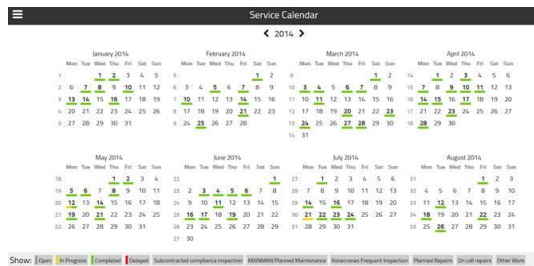 Service Calendar
2014
January 2014
Mon Tue Wed Thu Fri Sat Sun
1 1 2 3 4 5
2 6 7 8 9 10 11 12
3 13 14 15 16 17 18 19
4 20 21 22 23 24 25 26
5 27 28 29 30 31
February 2014
Mon Tue Wed Thu Fri Sat Sun
5 1 2
6 3 4 5 6 7 8 9
7 10 11 12 13 14 15 16
8 17 18 19 20 21 22 23
9 24 25 26 27 28
March 2014
Mon Tue Wed Thu Fri Sat Sun
9 1 2
10 3 4 5 6 7 8 9
11 10 11 12 13 14 15 16
12 17 18 19 20 21 22 23
13 24 25 26 27 28 29 30
14 31
April 2014
Mon Tue Wed Thu Fri Sat Sun
14 1 2 3 4 5 6
15 7 8 9 10 11 12 13
16 14 15 16 17 18 19 20
17 21 22 23 24 25 26 27
18 28 29 30
May 2014
Mon Tue Wed Thu Fri Sat Sun
18 1 2 3 4
19 5 6 7 8 9 10 11
20 12 13 14 15 16 17 18
21 19 20 21 22 23 24 25
22 26 27 28 29 30 31
June 2014
Mon Tue Wed Thu Fri Sat Sun
22 1
23 2 3 4 5 6 7 8
24 9 10 11 12 13 14 15
25 16 17 18 19 20 21 22
26 23 24 25 26 27 28 29
27 30
July 2014
Mon Tue Wed Thu Fri Sat Sun
27 1 2 3 4 5 6
28 7 8 9 10 11 12 13
29 14 15 16 17 18 19 20
30 21 22 23 24 25 26 27
31 28 29 30 31
August 2014
Mon Tue Wed Thu Fri Sat Sun
31 1 2 3
32 4 5 6 7 8 9 10
33 11 12 13 14 15 16 17
34 18 19 20 21 22 23 24
35 25 26 27 28 29 30 31
Show: Open In Progress Completed Delayed Subcontracted compliance inspection MAINMAN Planned Maintenance Konecranes Frequent Inspection Planned Repairs On call repairs Other Work